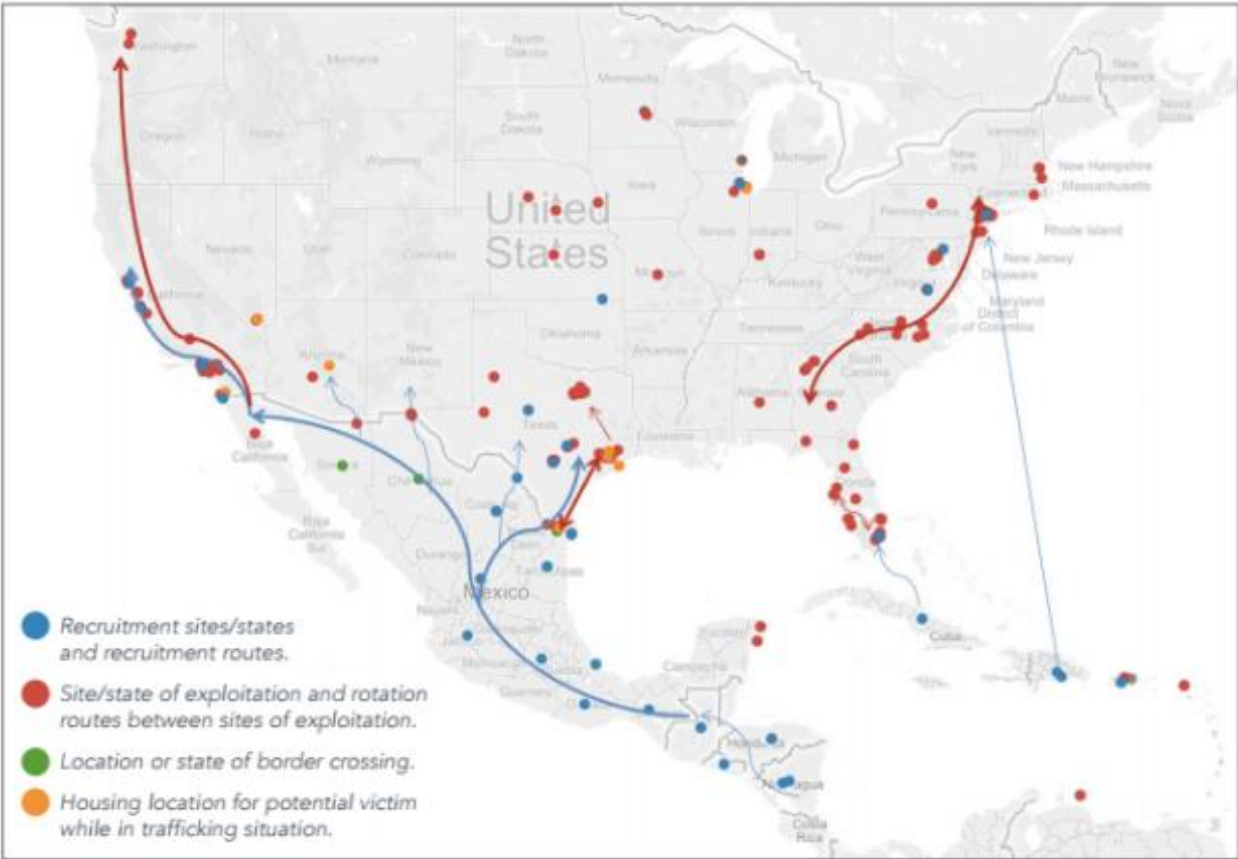 Washington
Montana
North
Dakota
Minnesota
New
Brunswick
Maine
Nova
Scotia
Oregon
Idaho
South
Dakota
Wisconsin
Michigan
Vermont
New
York
New Hampshire
Massachusetts
Wyoming
Iowa
Connecticut
United
States
Pennsylvania
Rhode Island
Nevada
Utah
Colorado
Illinois
Indiana
Ohio
West
Virginia
New Jersey
Delaware
Maryland
District
of Columbia
California
Kentucky
Virginia
Arizona
New
Mexico
Oklahoma
Tennessee
Arkansas
South
Carolina
Alabama
Texas
Louisiana
Baja
California
Florida
Baja
California
Sur
Durango
Tamaulipas
Mexico
Cuba
Campeche
Honduras
Nicaragua
Costa
Rica
Recruitment sites/states
and recruitment routes.
Site/state of exploitation and rotation
routes between sites of exploitation.
Location or state of border crossing.
Housing location for potential victim
while in trafficking situation.